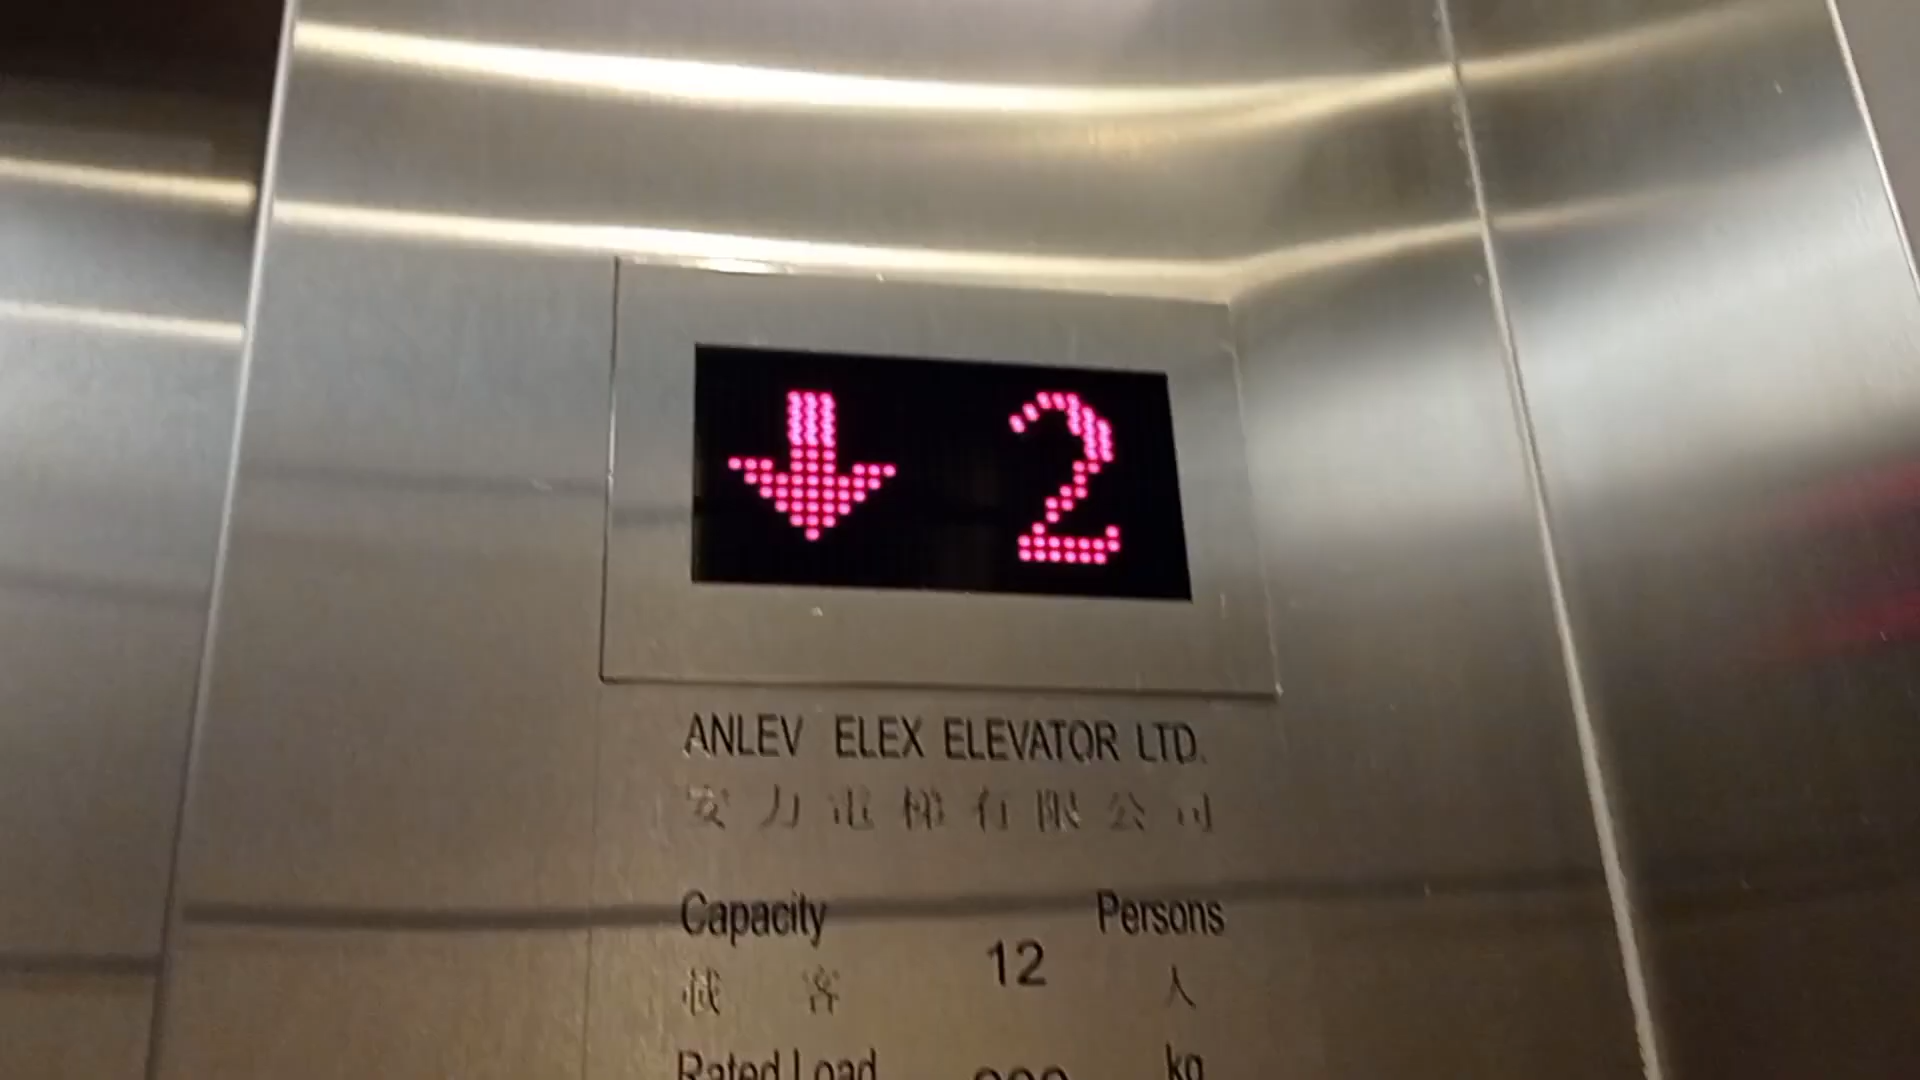 2
ANLEV ELEX ELEVATOR LTD.
安力電梯有限公司
Capacity 12 Persons
載客 人
Rated Load kg